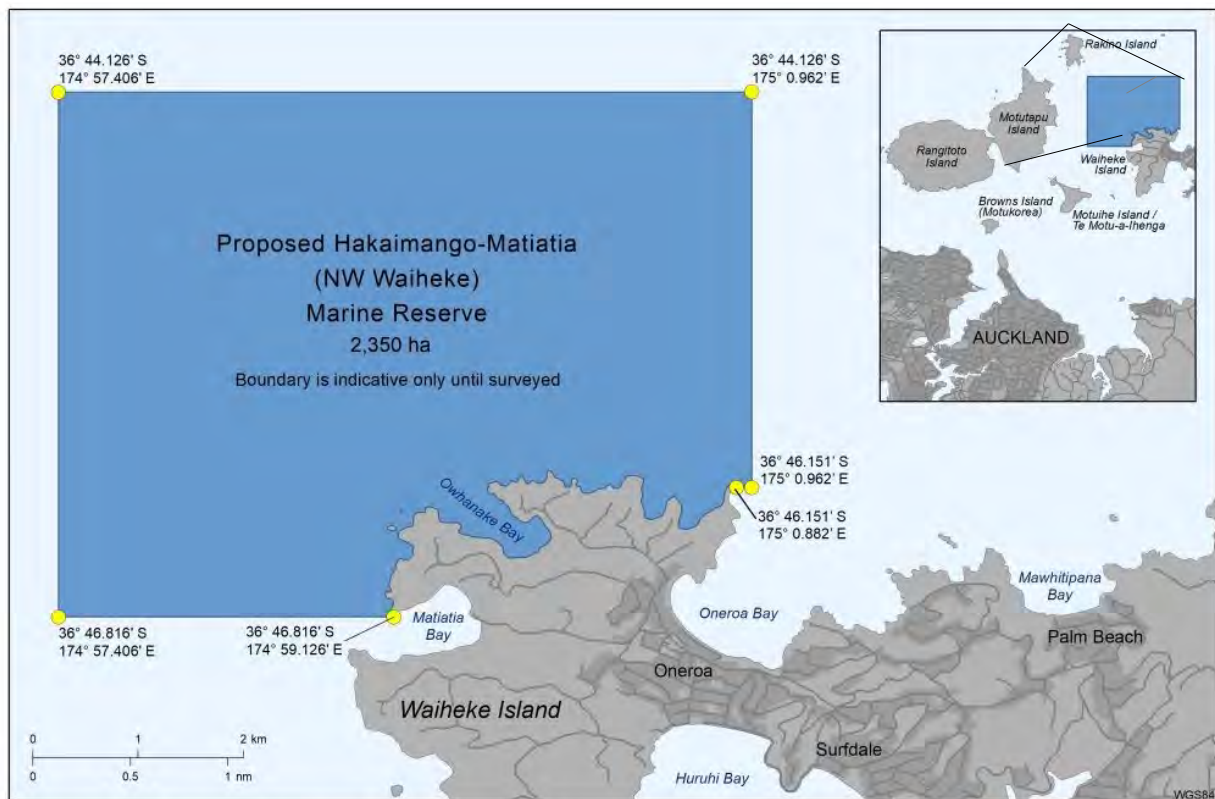 36° 44.126' S
174° 57.406' E
36° 44.126' S
175° 0.962' E
Proposed Hakaimango-Matiatia
(NW Waiheke)
Marine Reserve
2,350 ha
Boundary is indicative only until surveyed
Owhanake Bay
36° 46.151' S
175° 0.962' E
36° 46.151' S
175° 0.882' E
36° 46.816' S
174° 57.406' E
36° 46.816' S
174° 59.126' E
Matiatia
Bay
Oneroa Bay
Mawhitipana
Bay
Palm Beach
Oneroa
Waiheke Island
Surfdale
Huruhi Bay
0 1 2 km
0 0.5 1 nm
WGS84
Rakino Island
Motutapu
Island
Rangitoto
Island
Waiheke
Island
Browns Island
(Motukorea)
Motuihe Island /
Te Motu-a-Ihenga
AUCKLAND